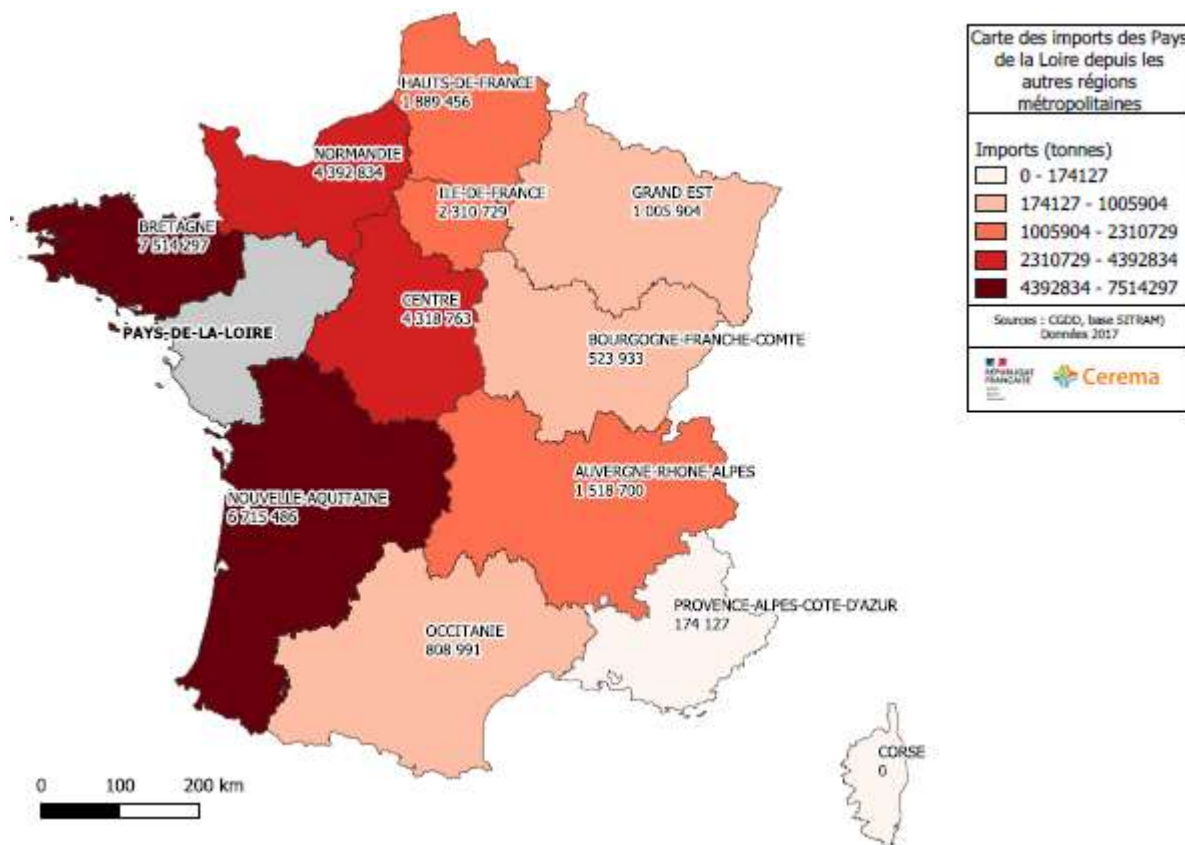 HAUTS-DE-FRANCE
1 889 456
NORMANDIE
4 392 834
ILE-DE-FRANCE
2 310 729
GRAND EST
1 005 904
BRETAGNE
7 514 297
CENTRE
4 318 763
PAYS-DE-LA-LOIRE
BOURGOGNE-FRANCHE-COMTE
523 933
AUVERGNE-RHONE-ALPES
1 518 700
NOUVELLE-AQUITAINE
6 715 486
PROVENCE-ALPES-COTE-D'AZUR
174 127
OCCITANIE
808 991
CORSE
0
0 100 200 km
Carte des imports des Pays
de la Loire depuis les
autres régions
métropolitaines
Imports (tonnes)
0 - 174127
174127 - 1005904
1005904 - 2310729
2310729 - 4392834
4392834 - 7514297
Sources : CGDD, base SITRAM)
Données 2017
RÉPUBLIQUE
FRANÇAISE
Cerema